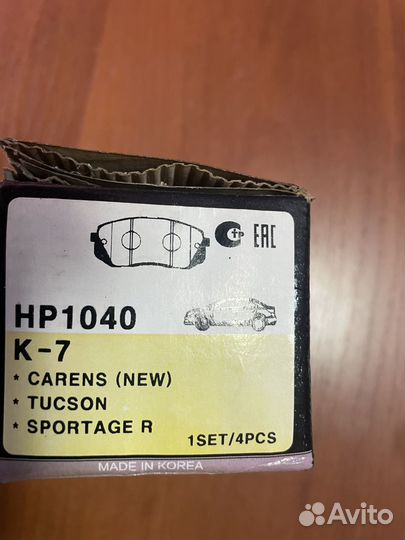 EAC
HP1040
K-7
* CARENS (NEW)
* TUCSON
* SPORTAGE R
1SET/4PCS
MADE IN KOREA
Avito